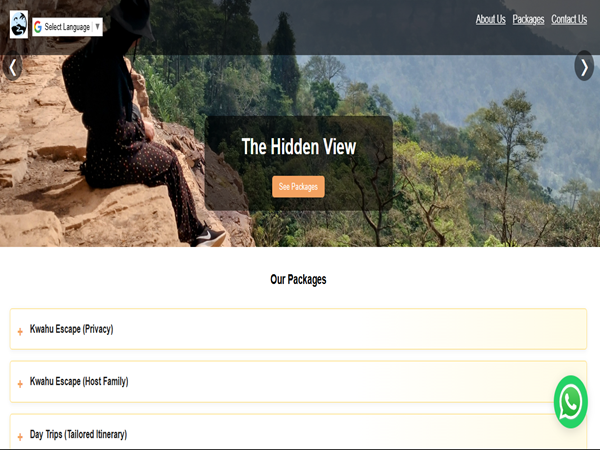 Select Language ▼
About Us Packages Contact Us
❮ ❯
The Hidden View
See Packages
Our Packages
+ Kwahu Escape (Privacy)
+ Kwahu Escape (Host Family)
+ Day Trips (Tailored Itinerary)